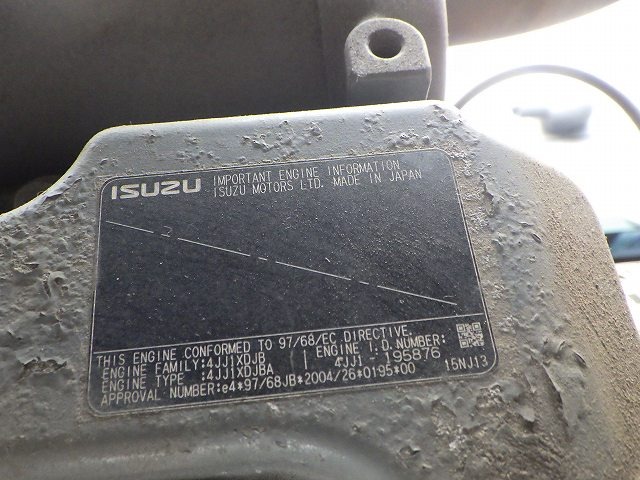 ISUZU IMPORTANT ENGINE INFORMATION
ISUZU MOTORS LTD. MADE IN JAPAN
THIS ENGINE CONFORMED TO 97/68/EC DIRECTIVE.
ENGINE FAMILY:4JJ1XDJB
ENGINE I.D. NUMBER:
ENGINE TYPE :4JJ1XDJBA
4JJ1 - 195876
APPROVAL NUMBER:e4*97/68JB*2004/26*0195*00
15NJ13